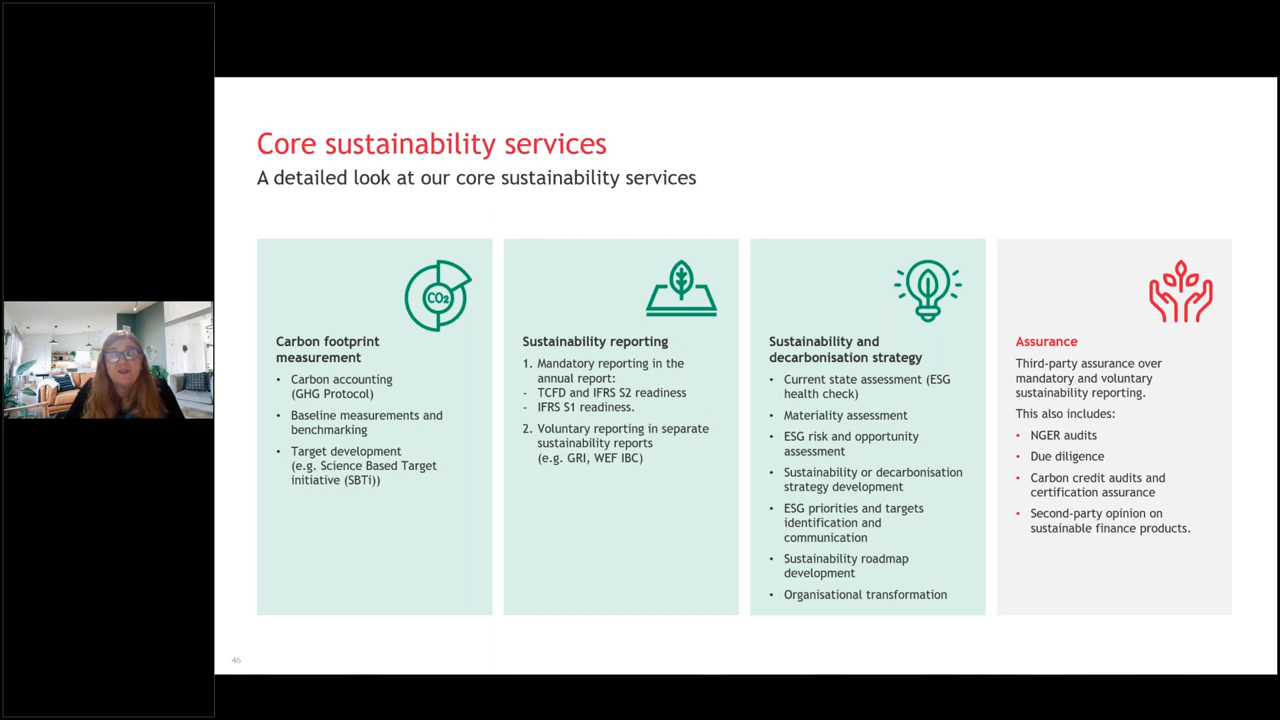 Core sustainability services
A detailed look at our core sustainability services
CO2
Carbon footprint
measurement
• Carbon accounting
(GHG Protocol)
• Baseline measurements and
benchmarking
• Target development
(e.g. Science Based Target
initiative (SBTi))
Sustainability reporting
1. Mandatory reporting in the
annual report:
- TCFD and IFRS S2 readiness
- IFRS S1 readiness.
2. Voluntary reporting in separate
sustainability reports
(e.g. GRI, WEF IBC)
Sustainability and
decarbonisation strategy
• Current state assessment (ESG
health check)
• Materiality assessment
• ESG risk and opportunity
assessment
• Sustainability or decarbonisation
strategy development
• ESG priorities and targets
identification and
communication
• Sustainability roadmap
development
• Organisational transformation
Assurance
Third-party assurance over
mandatory and voluntary
sustainability reporting.
This also includes:
• NGER audits
• Due diligence
• Carbon credit audits and
certification assurance
• Second-party opinion on
sustainable finance products.
46